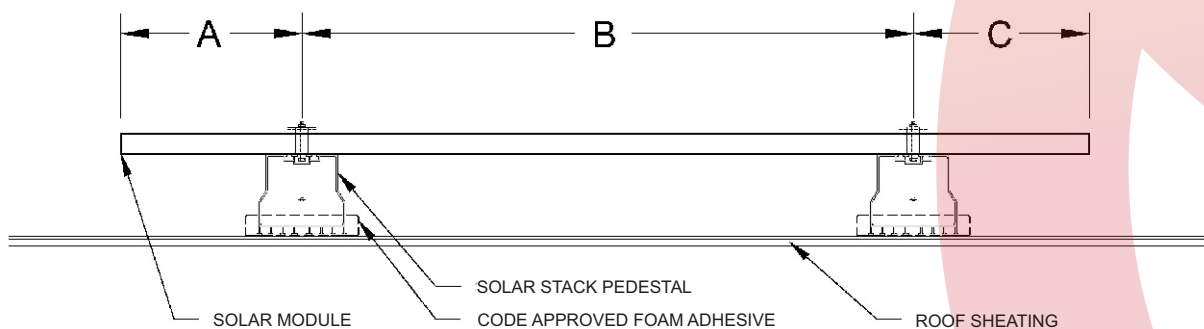 A B C
SOLAR STACK PEDESTAL
SOLAR MODULE CODE APPROVED FOAM ADHESIVE ROOF SHEATING